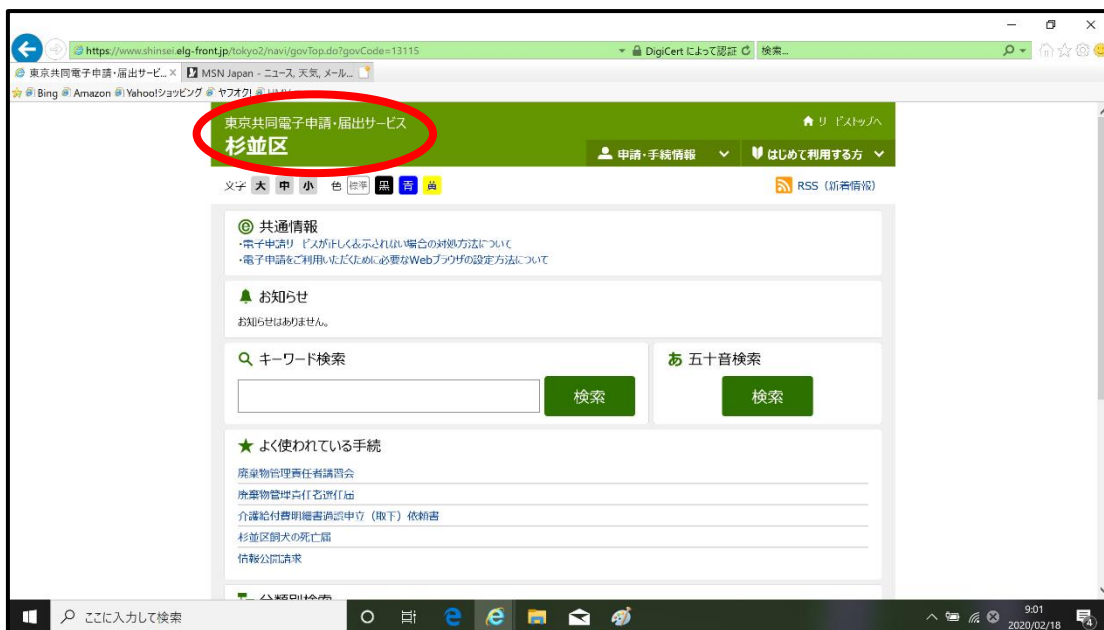 https://www.shinsei.elg-front.jp/tokyo2/navi/govTop.do?govCode=13115
DigiCert によって認証
検索...
東京共同電子申請・届出サービ...
MSN Japan - ニュース, 天気, メール...
Bing
Amazon
Yahoo!ショッピング
ヤフオク!
東京共同電子申請・届出サービス
杉並区
申請・手続情報
はじめて利用する方
文字 大 中 小 色 標準 黒 青 黄
RSS（新着情報）
共通情報
・電子申請サービスが正しく表示されない場合の対処方法について
・電子申請をご利用いただくために必要なWebブラウザの設定方法について
お知らせ
お知らせはありません。
キーワード検索
検索
あ 五十音検索
検索
よく使われている手続
廃棄物管理責任者講習会
廃棄物管理責任者選任届
介護給付費明細書過誤申立（取下）依頼書
杉並区飼犬の死亡届
情報公開請求
分類別検索
ここに入力して検索
9:01
2020/02/18
4